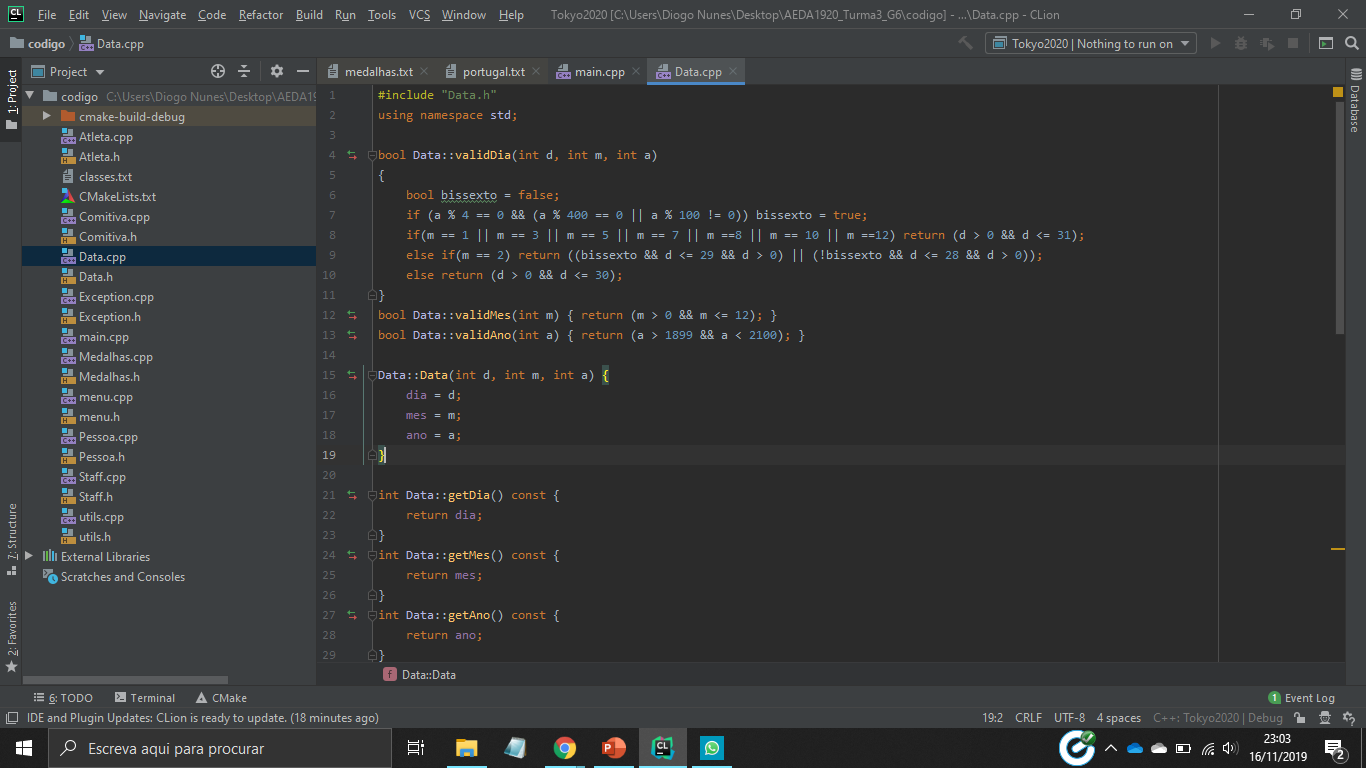 File Edit View Navigate Code Refactor Build Run Tools VCS Window Help Tokyo2020 [C:\Users\Diogo Nunes\Desktop\AEDA1920_Turma3_G6\codigo] - ...\Data.cpp - CLion
codigo Data.cpp Tokyo2020 | Nothing to run on
Project medalhas.txt portugal.txt main.cpp Data.cpp
1: Project
codigo C:\Users\Diogo Nunes\Desktop\AEDA19
cmake-build-debug
Atleta.cpp
Atleta.h
classes.txt
CMakeLists.txt
Comitiva.cpp
Comitiva.h
Data.cpp
Data.h
Exception.cpp
Exception.h
main.cpp
Medalhas.cpp
Medalhas.h
menu.cpp
menu.h
Pessoa.cpp
Pessoa.h
Staff.cpp
Staff.h
utils.cpp
utils.h
External Libraries
Scratches and Consoles
7: Structure
2: Favorites
1 #include "Data.h"
2 using namespace std;
3
4 bool Data::validDia(int d, int m, int a)
5 {
6 bool bissexto = false;
7 if (a % 4 == 0 && (a % 400 == 0 || a % 100 != 0)) bissexto = true;
8 if(m == 1 || m == 3 || m == 5 || m == 7 || m ==8 || m == 10 || m ==12) return (d > 0 && d <= 31);
9 else if(m == 2) return ((bissexto && d <= 29 && d > 0) || (!bissexto && d <= 28 && d > 0));
10 else return (d > 0 && d <= 30);
11 }
12 bool Data::validMes(int m) { return (m > 0 && m <= 12); }
13 bool Data::validAno(int a) { return (a > 1899 && a < 2100); }
14
15 Data::Data(int d, int m, int a) {
16 dia = d;
17 mes = m;
18 ano = a;
19 }
20
21 int Data::getDia() const {
22 return dia;
23 }
24 int Data::getMes() const {
25 return mes;
26 }
27 int Data::getAno() const {
28 return ano;
29 }
Database
f Data::Data
6: TODO Terminal CMake 1 Event Log
IDE and Plugin Updates: CLion is ready to update. (18 minutes ago) 19:2 CRLF UTF-8 4 spaces C++: Tokyo2020 | Debug
Escreva aqui para procurar
23:03
16/11/2019
2